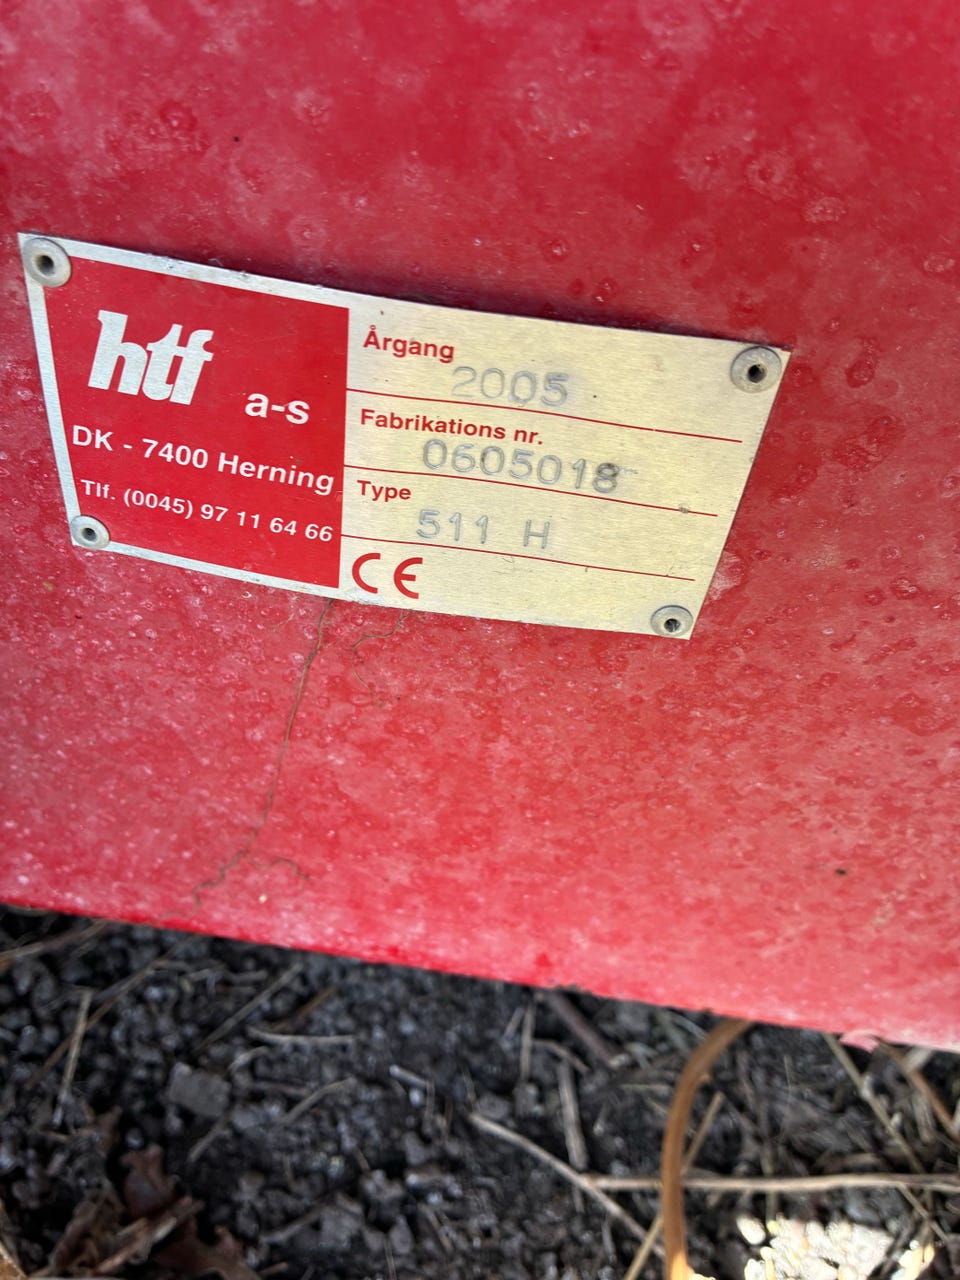 htf a-s
DK - 7400 Herning
Tlf. (0045) 97 11 64 66
Årgang
2005
Fabrikations nr.
0605018
Type
511 H
CE